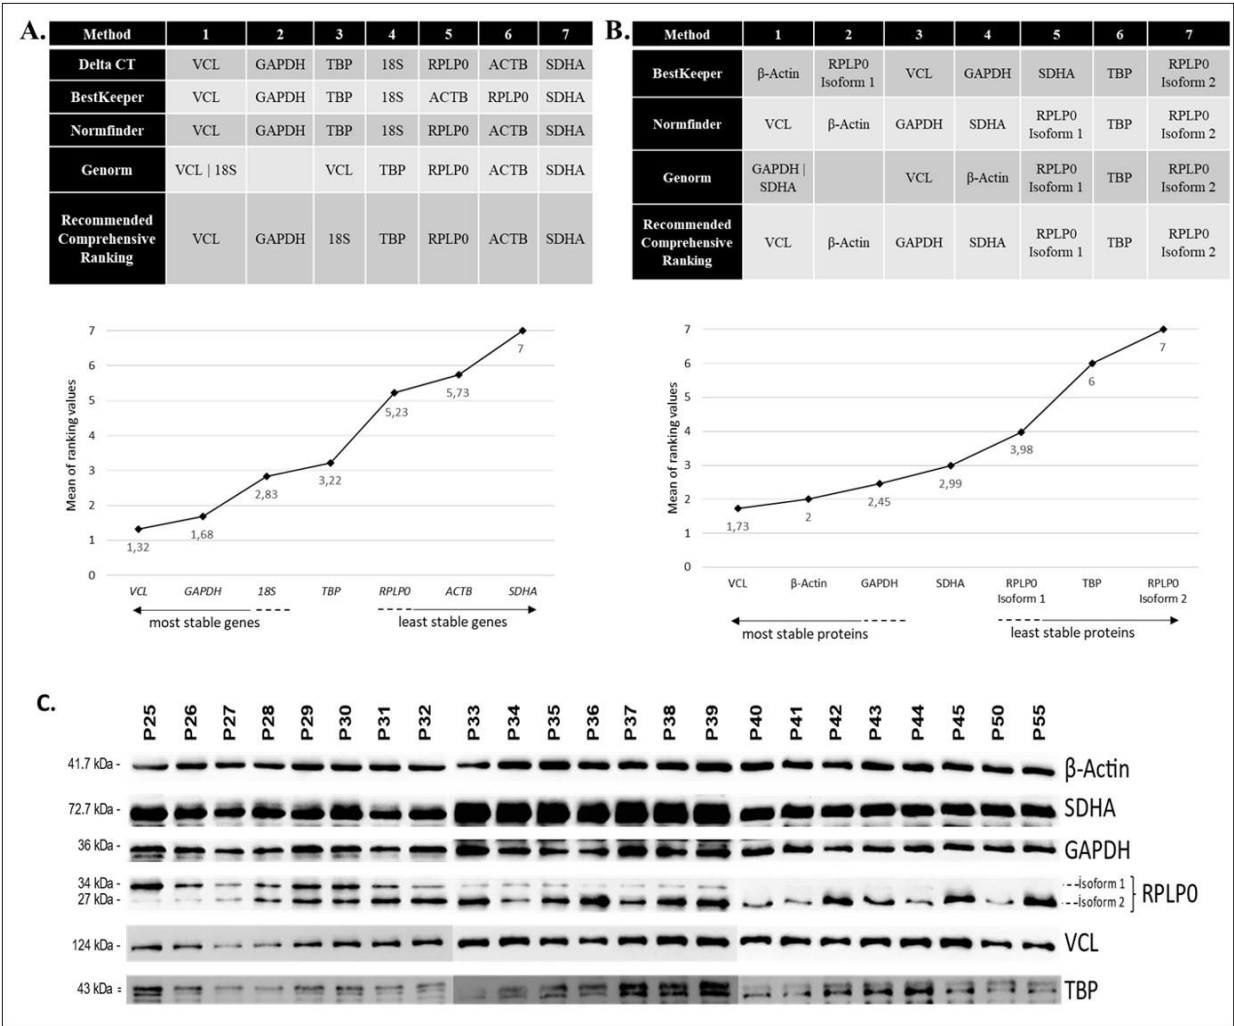 A.
Method 1 2 3 4 5 6 7
Delta CT VCL GAPDH TBP 18S RPLP0 ACTB SDHA
BestKeeper VCL GAPDH TBP 18S ACTB RPLP0 SDHA
Normfinder VCL GAPDH TBP 18S RPLP0 ACTB SDHA
Genorm VCL | 18S VCL TBP RPLP0 ACTB SDHA
Recommended
Comprehensive
Ranking
VCL GAPDH 18S TBP RPLP0 ACTB SDHA
B.
Method 1 2 3 4 5 6 7
BestKeeper β-Actin RPLP0 Isoform 1 VCL GAPDH SDHA TBP RPLP0 Isoform 2
Normfinder VCL β-Actin GAPDH SDHA RPLP0 Isoform 1 TBP RPLP0 Isoform 2
Genorm GAPDH | SDHA VCL β-Actin RPLP0 Isoform 1 TBP RPLP0 Isoform 2
Recommended
Comprehensive
Ranking
VCL β-Actin GAPDH SDHA RPLP0 Isoform 1 TBP RPLP0 Isoform 2
Mean of ranking values
7
6
5
4
3
2
1
0
1,32
1,68
2,83
3,22
5,23
5,73
7
VCL GAPDH 18S TBP RPLP0 ACTB SDHA
most stable genes least stable genes
Mean of ranking values
7
6
5
4
3
2
1
0
1,73
2
2,45
2,99
3,98
6
7
VCL β-Actin GAPDH SDHA RPLP0 Isoform 1 TBP RPLP0 Isoform 2
most stable proteins least stable proteins
C.
P25 P26 P27 P28 P29 P30 P31 P32 P33 P34 P35 P36 P37 P38 P39 P40 P41 P42 P43 P44 P45 P50 P55
41.7 kDa - β-Actin
72.7 kDa - SDHA
36 kDa - GAPDH
34 kDa - ---isoform 1
27 kDa - ---isoform 2
RPLP0
124 kDa - VCL
43 kDa = TBP